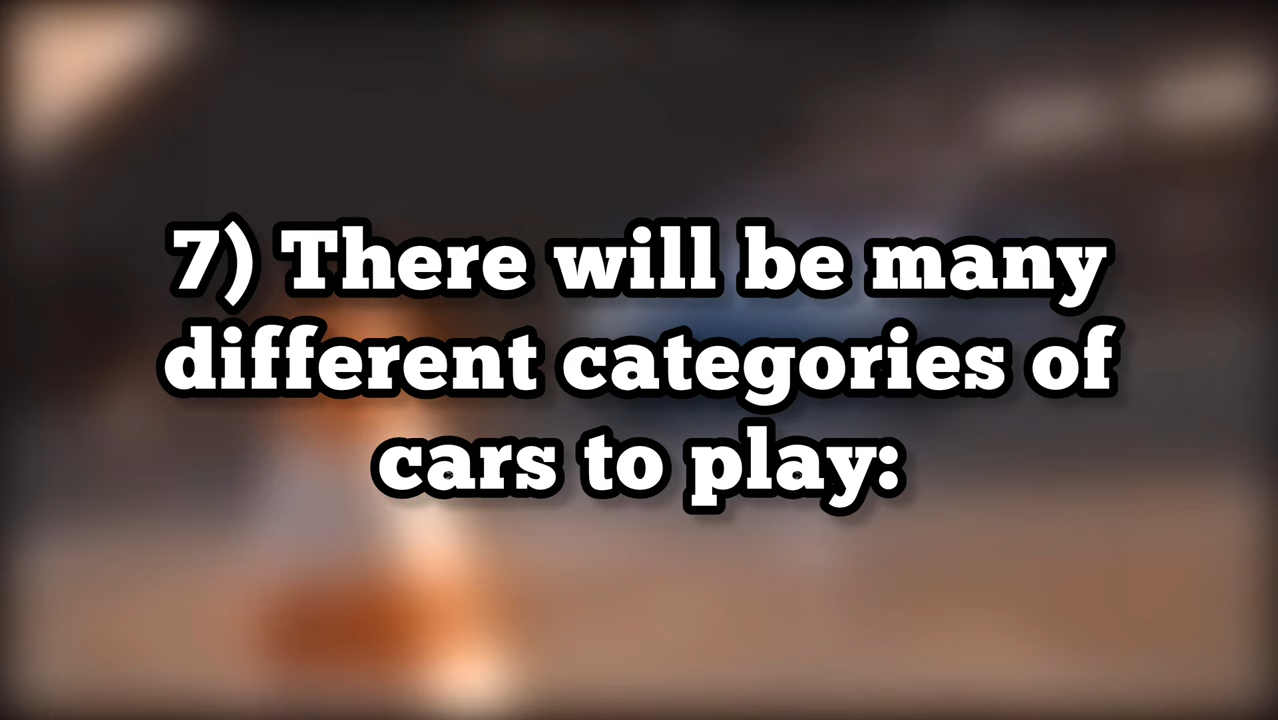 7) There will be many
different categories of
cars to play: